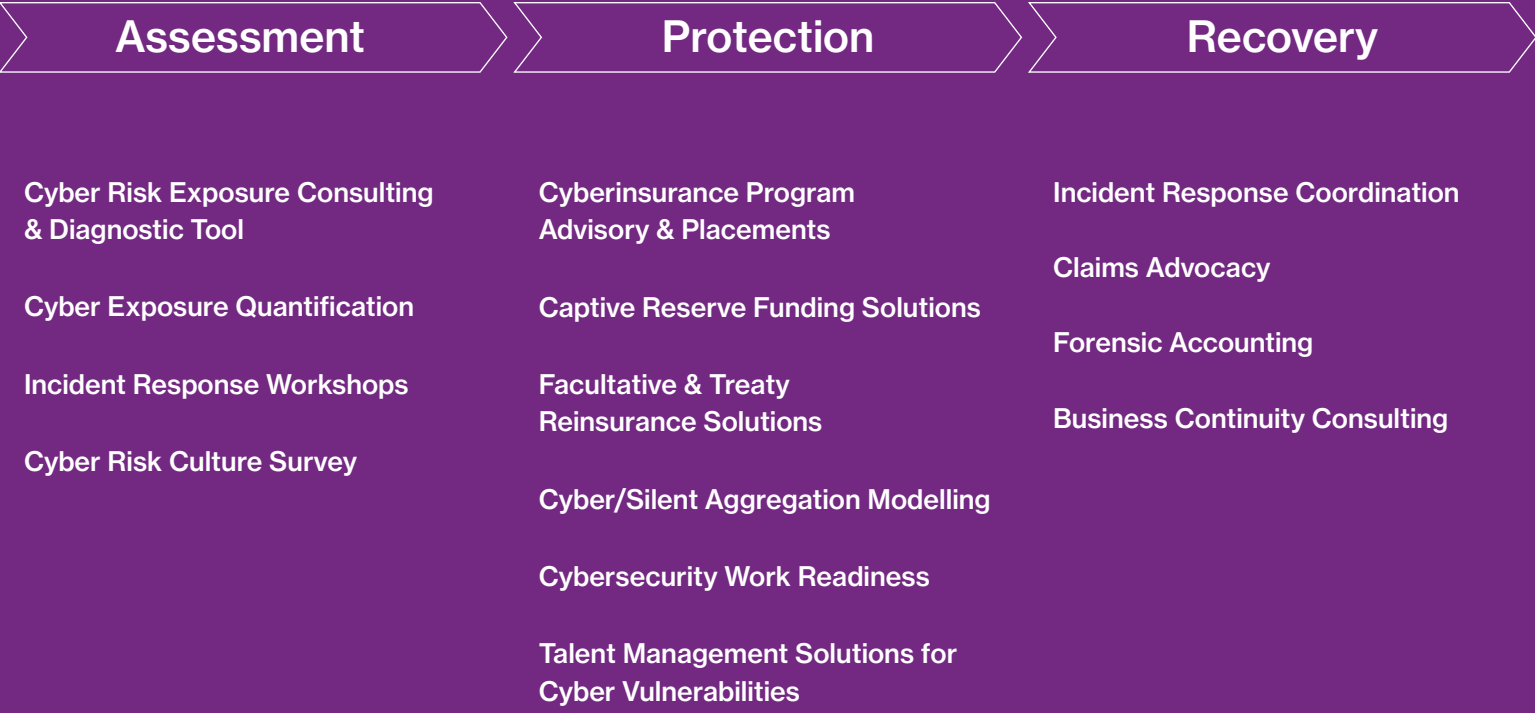 Assessment
Protection
Recovery
Cyber Risk Exposure Consulting
& Diagnostic Tool
Cyber Exposure Quantification
Incident Response Workshops
Cyber Risk Culture Survey
Cyberinsurance Program
Advisory & Placements
Captive Reserve Funding Solutions
Facultative & Treaty
Reinsurance Solutions
Cyber/Silent Aggregation Modelling
Cybersecurity Work Readiness
Talent Management Solutions for
Cyber Vulnerabilities
Incident Response Coordination
Claims Advocacy
Forensic Accounting
Business Continuity Consulting